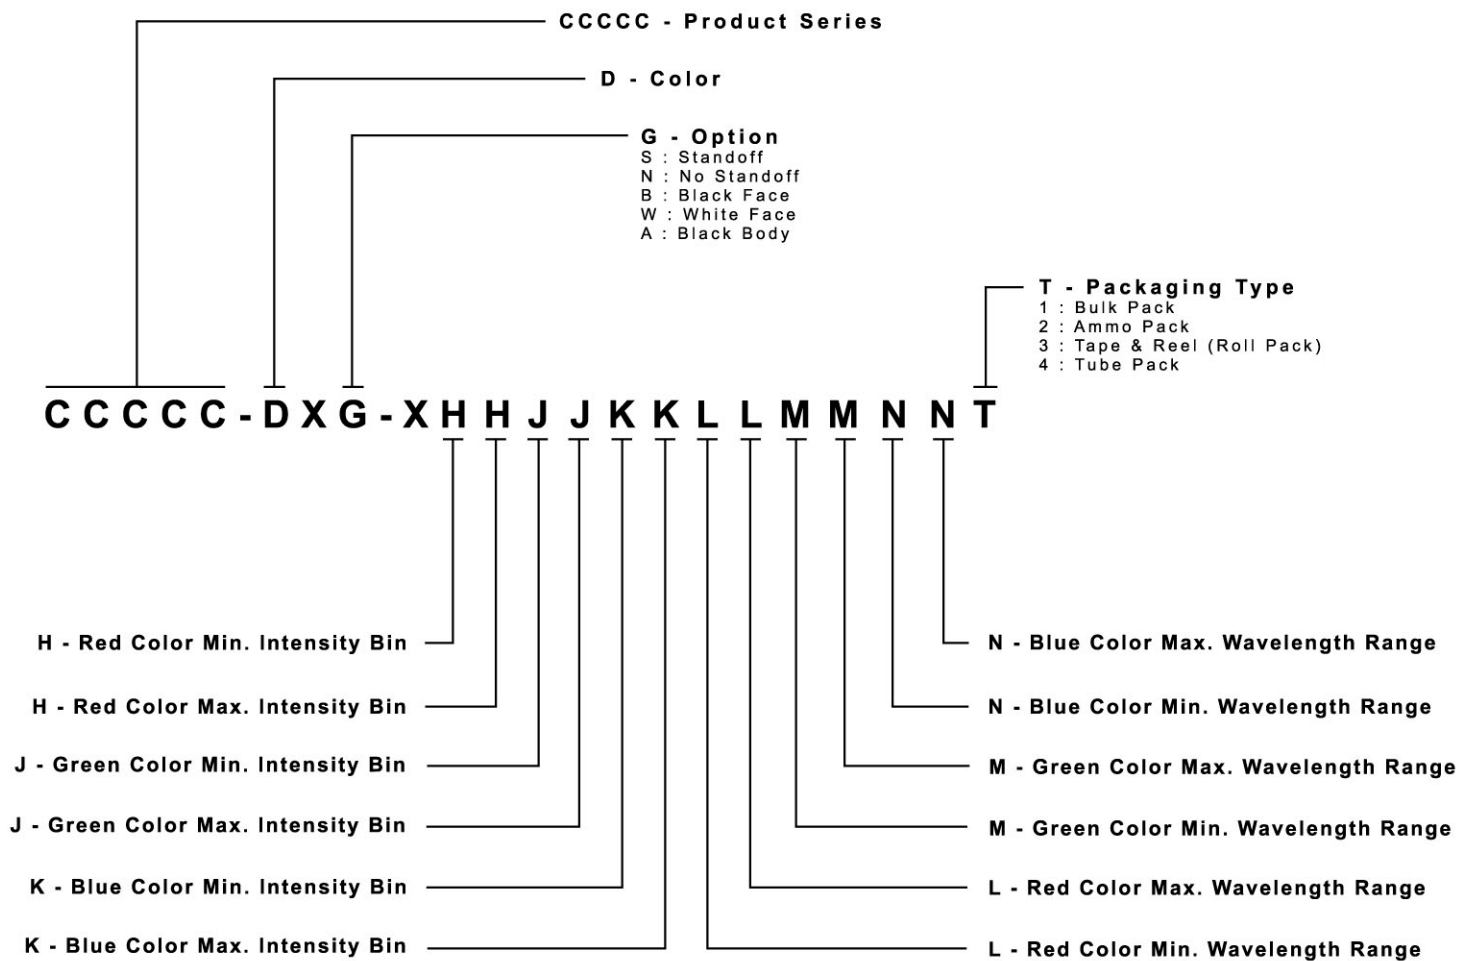 CCCCC - Product Series
D - Color
G - Option
S : Standoff
N : No Standoff
B : Black Face
W : White Face
A : Black Body
T - Packaging Type
1 : Bulk Pack
2 : Ammo Pack
3 : Tape & Reel (Roll Pack)
4 : Tube Pack
C C C C C - D X G - X H H J J K K L L M M N N T
H - Red Color Min. Intensity Bin
N - Blue Color Max. Wavelength Range
H - Red Color Max. Intensity Bin
N - Blue Color Min. Wavelength Range
J - Green Color Min. Intensity Bin
M - Green Color Max. Wavelength Range
J - Green Color Max. Intensity Bin
M - Green Color Min. Wavelength Range
K - Blue Color Min. Intensity Bin
L - Red Color Max. Wavelength Range
K - Blue Color Max. Intensity Bin
L - Red Color Min. Wavelength Range